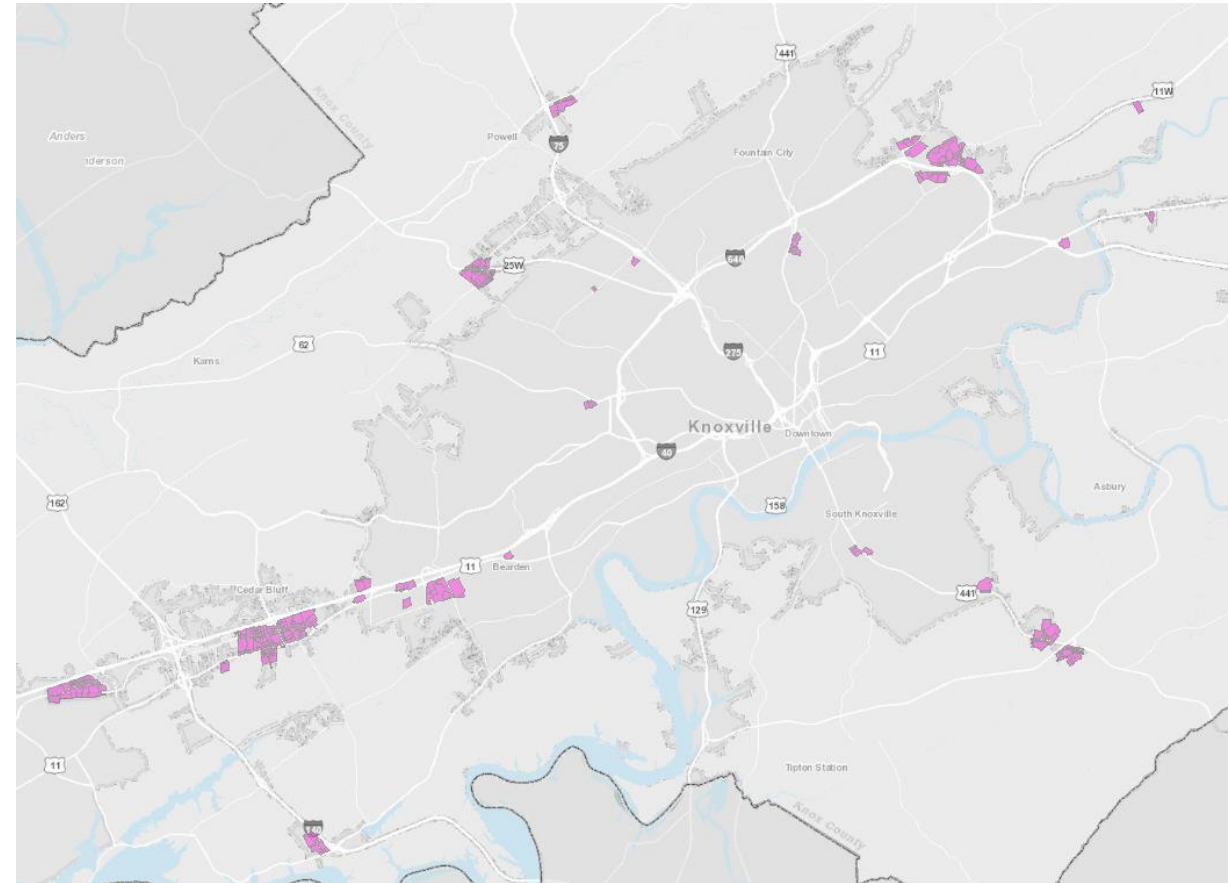 441
11W
Knox County
Anders
iderson
Powell
75
Fountain City
25W
640
62
Karns
275
11
Knoxville
Downtown
40
162
158
Asbury
South Knoxville
11
Bearden
Cedar Bluff
441
129
11
Tipton Station
140
Knox County